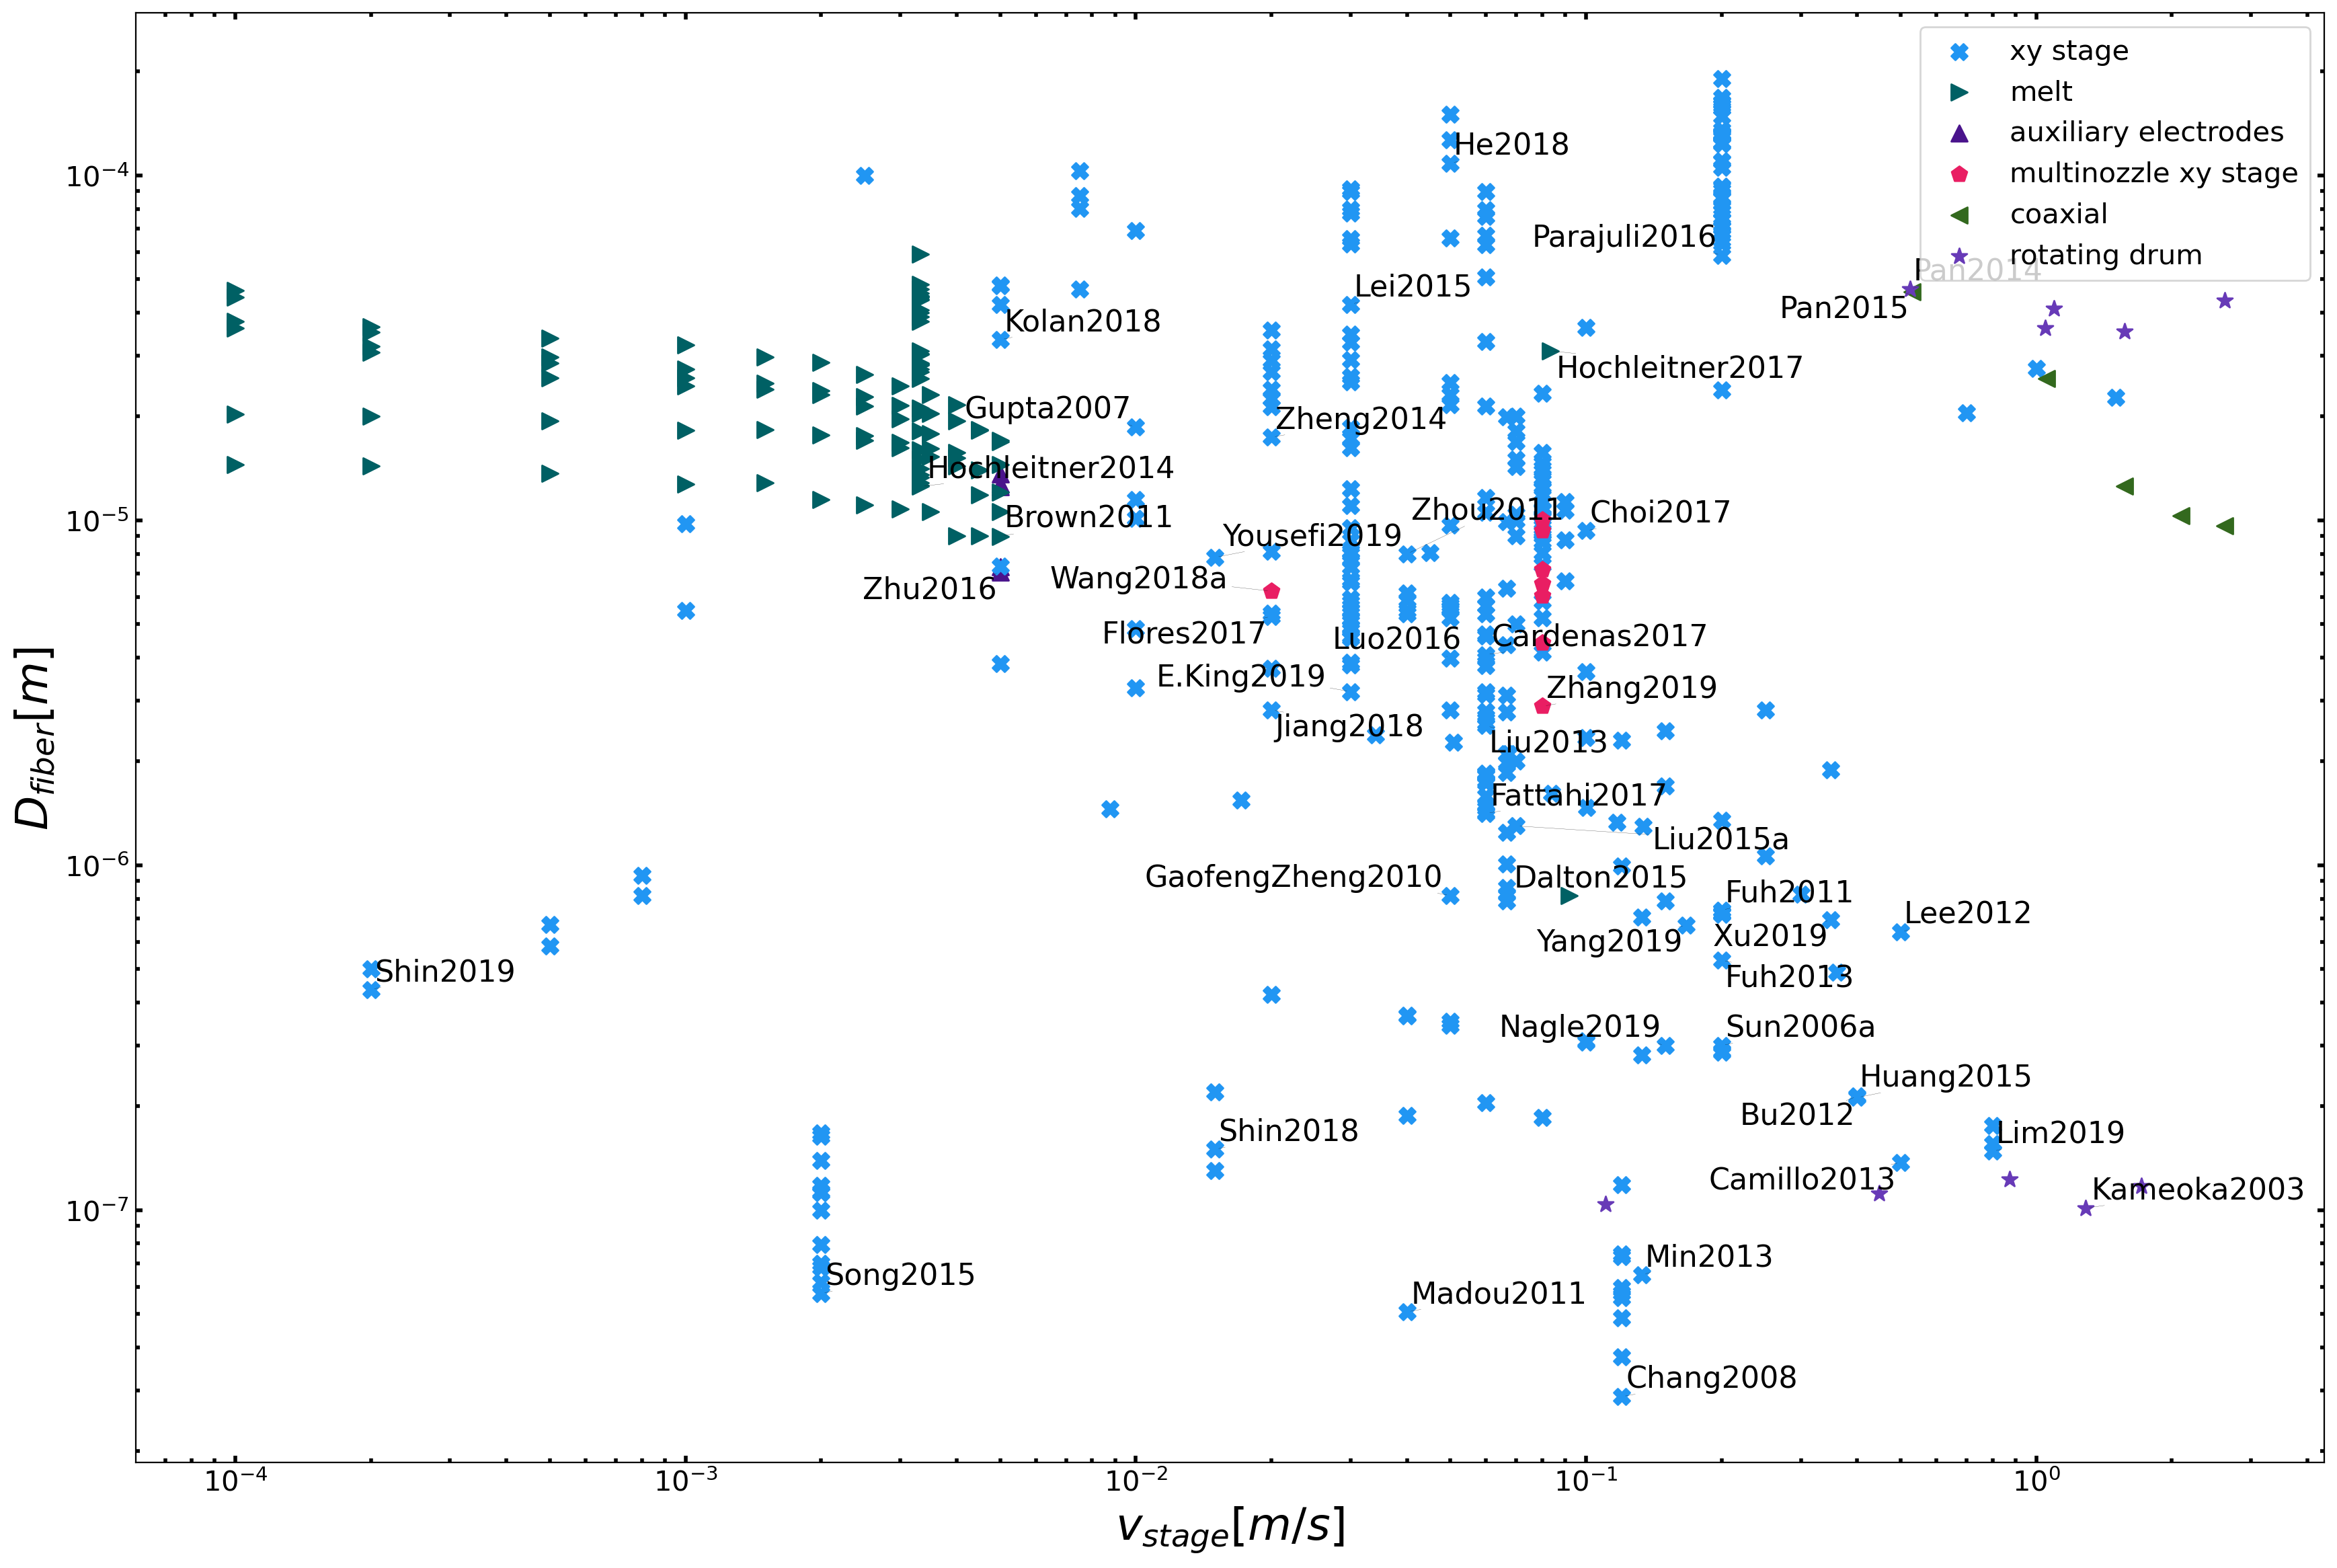 xy stage
melt
auxiliary electrodes
multinozzle xy stage
coaxial
rotating drum
He2018
Parajuli2016
Pan2014
Lei2015
Pan2015
Kolan2018
Hochleitner2017
Gupta2007
Zheng2014
Hochleitner2014
Brown2011
Zhou2011
Choi2017
Yousefi2019
Wang2018a
Zhu2016
Flores2017
Luo2016
Cardenas2017
E.King2019
Zhang2019
Jiang2018
Liu2013
Fattahi2017
Liu2015a
GaofengZheng2010
Dalton2015
Fuh2011
Lee2012
Yang2019
Xu2019
Shin2019
Fuh2013
Nagle2019
Sun2006a
Huang2015
Bu2012
Shin2018
Lim2019
Camillo2013
Kameoka2003
Song2015
Min2013
Madou2011
Chang2008
10⁻⁴
10⁻⁵
10⁻⁶
10⁻⁷
D_fiber[m]
10⁻⁴ 10⁻³ 10⁻² 10⁻¹ 10⁰
v_stage[m/s]